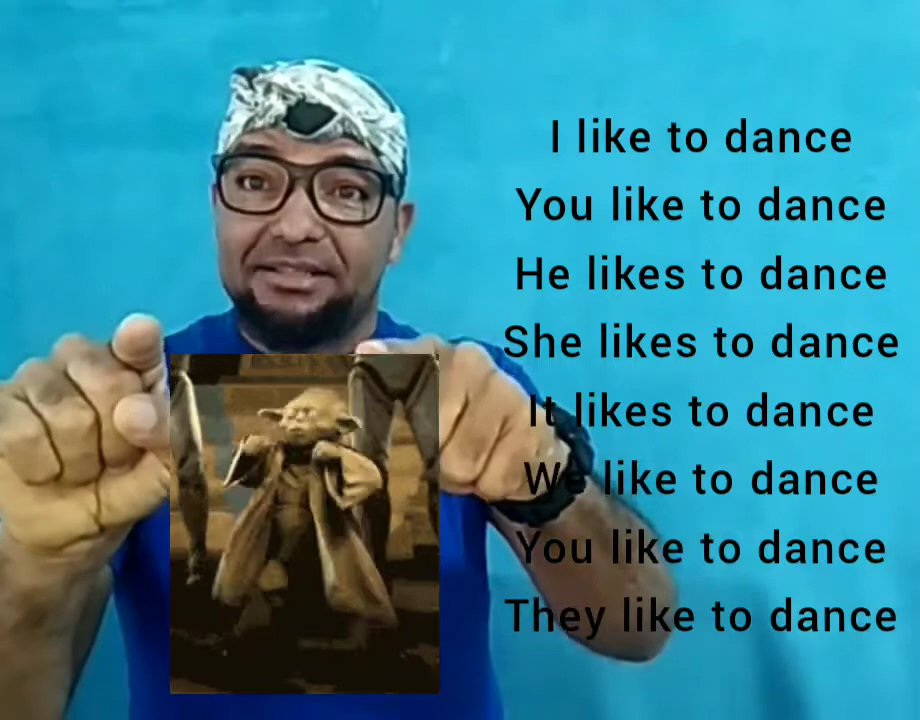 I like to dance
You like to dance
He likes to dance
She likes to dance
It likes to dance
We like to dance
You like to dance
They like to dance